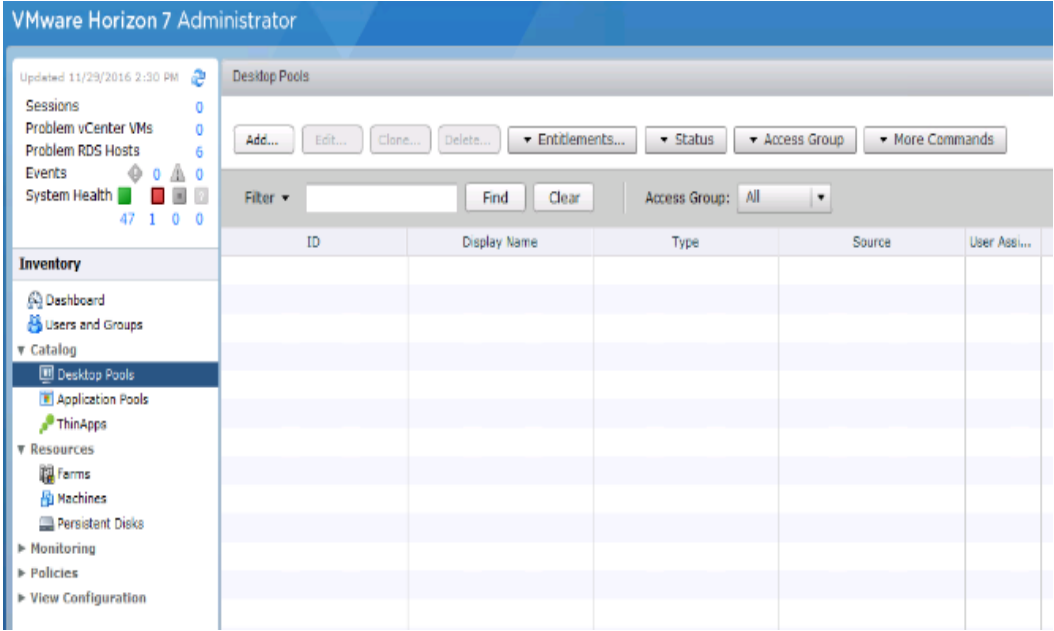 VMware Horizon 7 Administrator
Updated 11/29/2016 2:30 PM
Sessions 0
Problem vCenter VMs 0
Problem RDS Hosts 6
Events 0 0
System Health
47 1 0 0
Inventory
Dashboard
Users and Groups
Catalog
Desktop Pools
Application Pools
ThinApps
Resources
Farms
Machines
Persistent Disks
Monitoring
Policies
View Configuration
Desktop Pools
Add... Edit... Clone... Delete... Entitlements... Status Access Group More Commands
Filter Find Clear Access Group: All
ID Display Name Type Source User Assi...